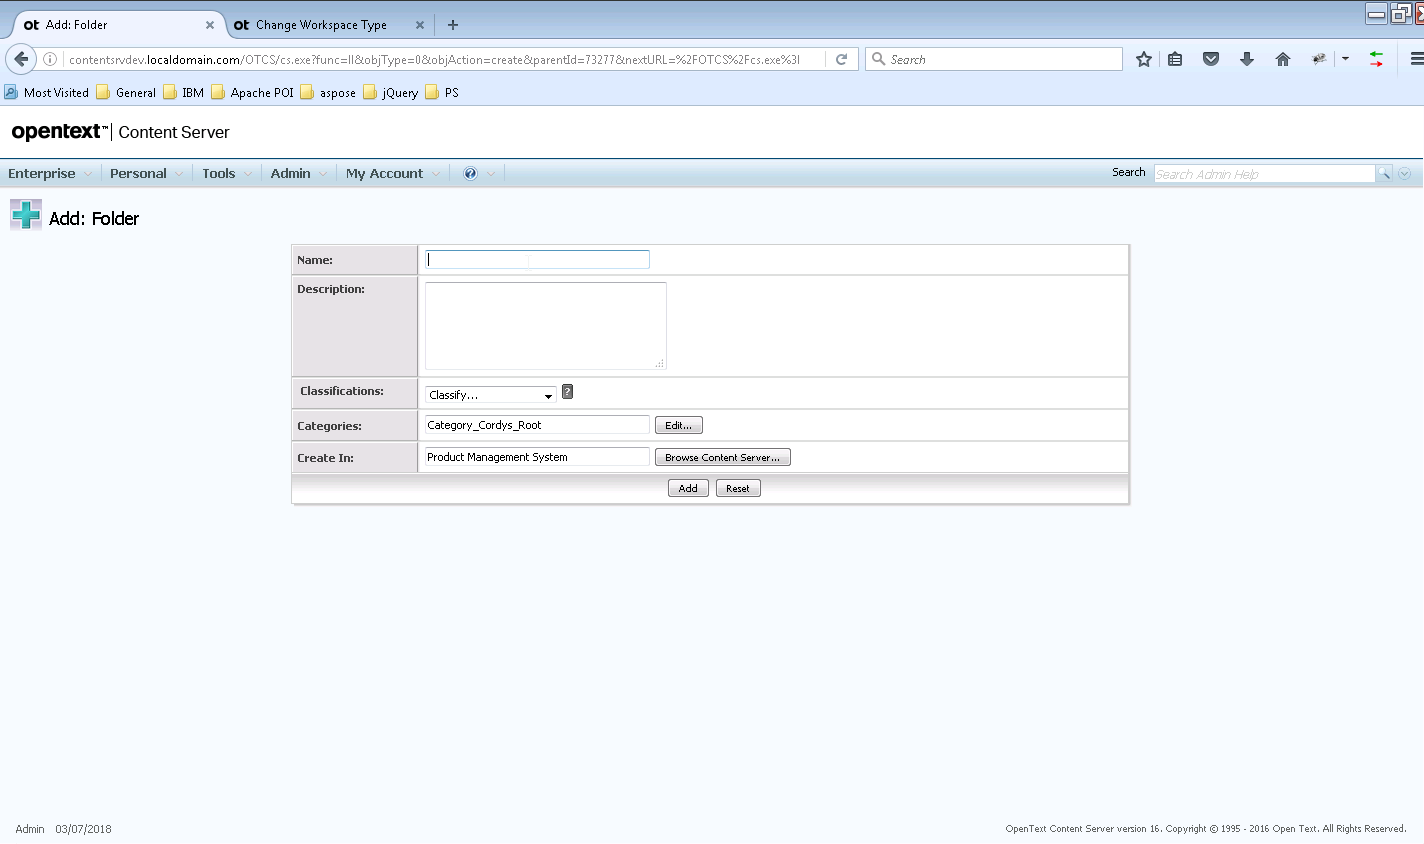 ot Add: Folder ot Change Workspace Type
contentsrvdev.localdomain.com/OTCS/cs.exe?func=ll&objType=0&objAction=create&parentId=73277&nextURL=%2FOTCS%2Fcs.exe%3 Search
Most Visited General IBM Apache POI aspose jQuery PS
opentext™ | Content Server
Enterprise Personal Tools Admin My Account ? Search Search Admin Help
Add: Folder
Name:
Description:
Classifications: Classify... ?
Categories: Category_Cordys_Root Edit...
Create In: Product Management System Browse Content Server...
Add Reset
Admin 03/07/2018 OpenText Content Server version 16. Copyright © 1995 - 2016 Open Text. All Rights Reserved.